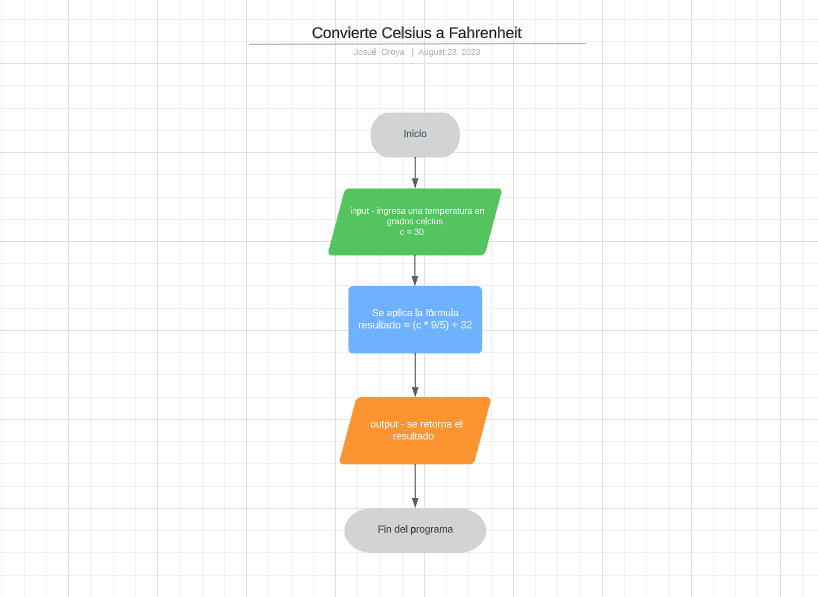 Convierte Celsius a Fahrenheit
Josué Oroya | August 23, 2023
Inicio
input - ingresa una temperatura en
grados celcius
c = 30
Se aplica la fórmula
resultado = (c * 9/5) + 32
output - se retorna el
resultado
Fin del programa